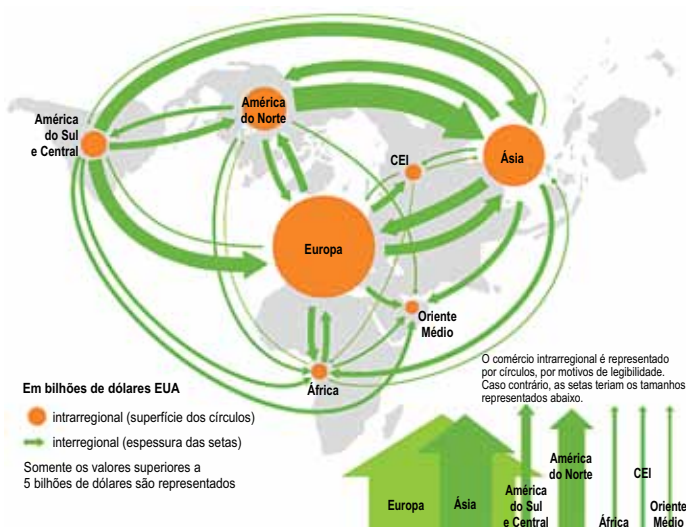 América
do Norte
América
do Sul
e Central
CEI
Ásia
Europa
Oriente
Médio
África
O comércio intrarregional é representado
por círculos, por motivos de legibilidade.
Caso contrário, as setas teriam os tamanhos
representados abaixo.
Em bilhões de dólares EUA
intrarregional (superfície dos círculos)
interregional (espessura das setas)
Somente os valores superiores a
5 bilhões de dólares são representados
Europa
Ásia
América
do Sul
e Central
América
do Norte
África
CEI
Oriente
Médio